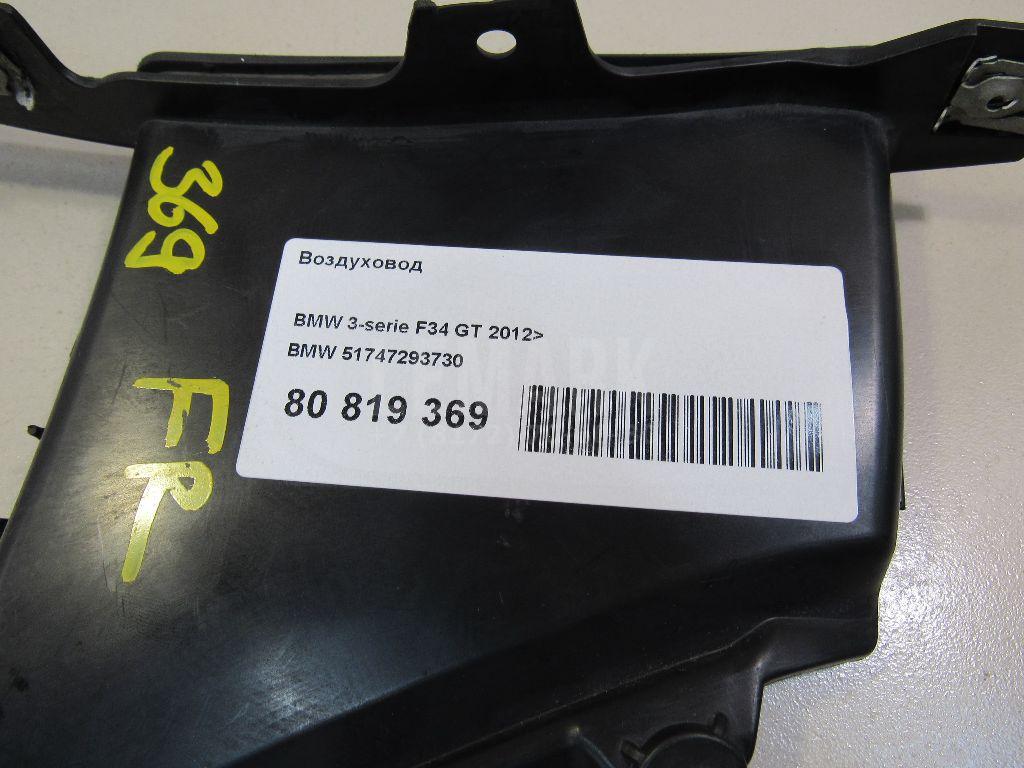 369
FR
Воздуховод
BMW 3-serie F34 GT 2012>
BMW 51747293730
80 819 369